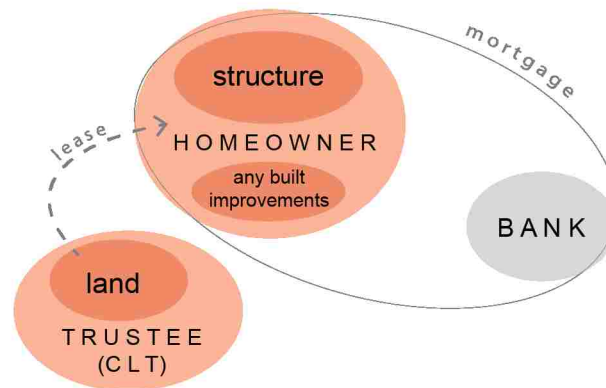 mortgage
structure
lease
HOMEOWNER
any built
improvements
BANK
land
TRUSTEE
(CLT)